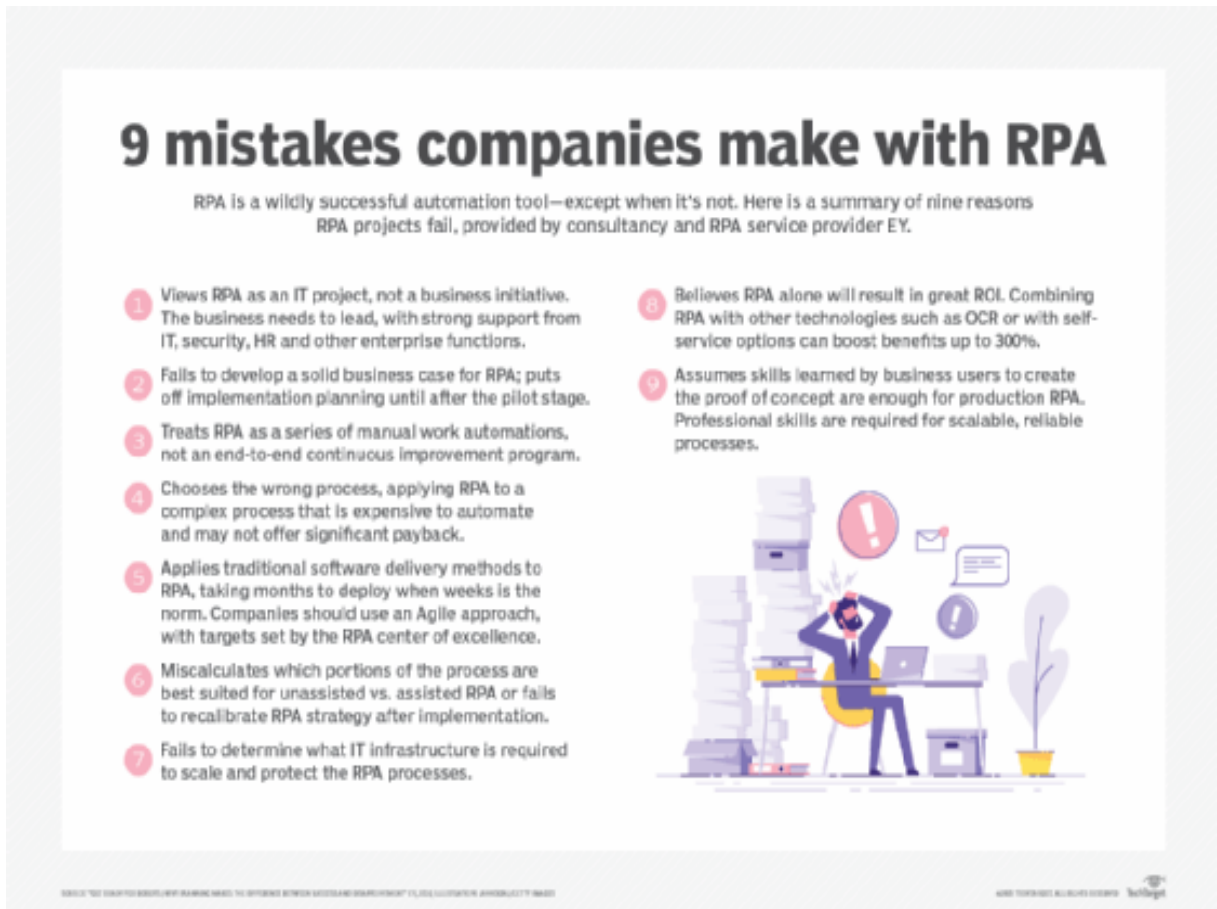 9 mistakes companies make with RPA
RPA is a wildly successful automation tool—except when it's not. Here is a summary of nine reasons
RPA projects fail, provided by consultancy and RPA service provider EY.
1 Views RPA as an IT project, not a business initiative.
The business needs to lead, with strong support from
IT, security, HR and other enterprise functions.
2 Fails to develop a solid business case for RPA; puts
off implementation planning until after the pilot stage.
3 Treats RPA as a series of manual work automations,
not an end-to-end continuous improvement program.
4 Chooses the wrong process, applying RPA to a
complex process that is expensive to automate
and may not offer significant payback.
5 Applies traditional software delivery methods to
RPA, taking months to deploy when weeks is the
norm. Companies should use an Agile approach,
with targets set by the RPA center of excellence.
6 Miscalculates which portions of the process are
best suited for unassisted vs. assisted RPA or fails
to recalibrate RPA strategy after implementation.
7 Fails to determine what IT infrastructure is required
to scale and protect the RPA processes.
8 Believes RPA alone will result in great ROI. Combining
RPA with other technologies such as OCR or with self-
service options can boost benefits up to 300%.
9 Assumes skills learned by business users to create
the proof of concept are enough for production RPA.
Professional skills are required for scalable, reliable
processes.
TechTarget